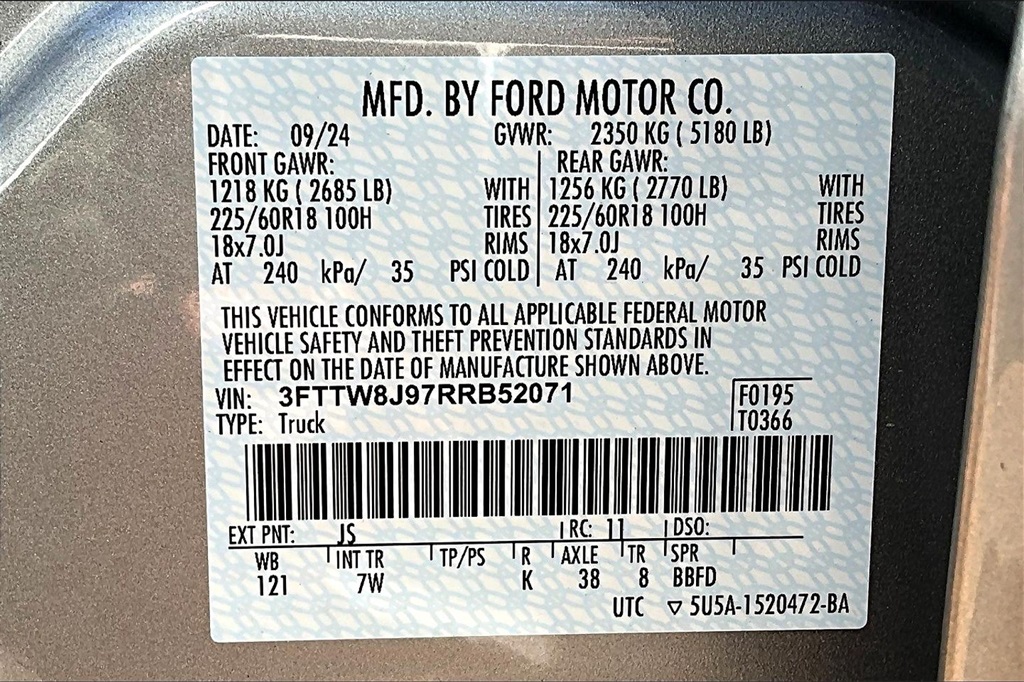 MFD. BY FORD MOTOR CO.
DATE: 09/24 GVWR: 2350 KG ( 5180 LB)
FRONT GAWR: REAR GAWR:
1218 KG ( 2685 LB) WITH 1256 KG ( 2770 LB) WITH
225/60R18 100H TIRES 225/60R18 100H TIRES
18x7.0J RIMS 18x7.0J RIMS
AT 240 kPa/ 35 PSI COLD AT 240 kPa/ 35 PSI COLD
THIS VEHICLE CONFORMS TO ALL APPLICABLE FEDERAL MOTOR
VEHICLE SAFETY AND THEFT PREVENTION STANDARDS IN
EFFECT ON THE DATE OF MANUFACTURE SHOWN ABOVE.
VIN: 3FTTW8J97RRB52071 F0195
TYPE: Truck T0366
EXT PNT: JS RC: 11 DSO:
WB INT TR TP/PS R AXLE TR SPR
121 7W K 38 8 BBFD
UTC ▽ 5U5A-1520472-BA